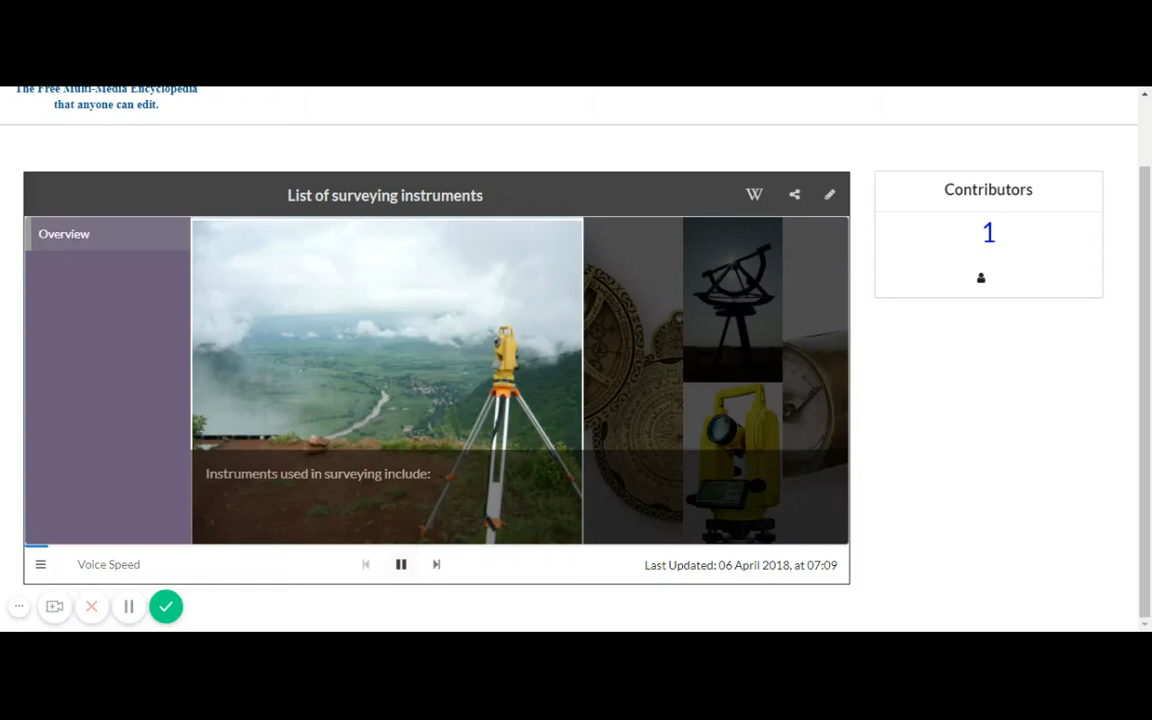 The Free Multi-Media Encyclopedia
that anyone can edit.
List of surveying instruments
W
Contributors
1
Overview
Instruments used in surveying include:
Voice Speed
Last Updated: 06 April 2018, at 07:09